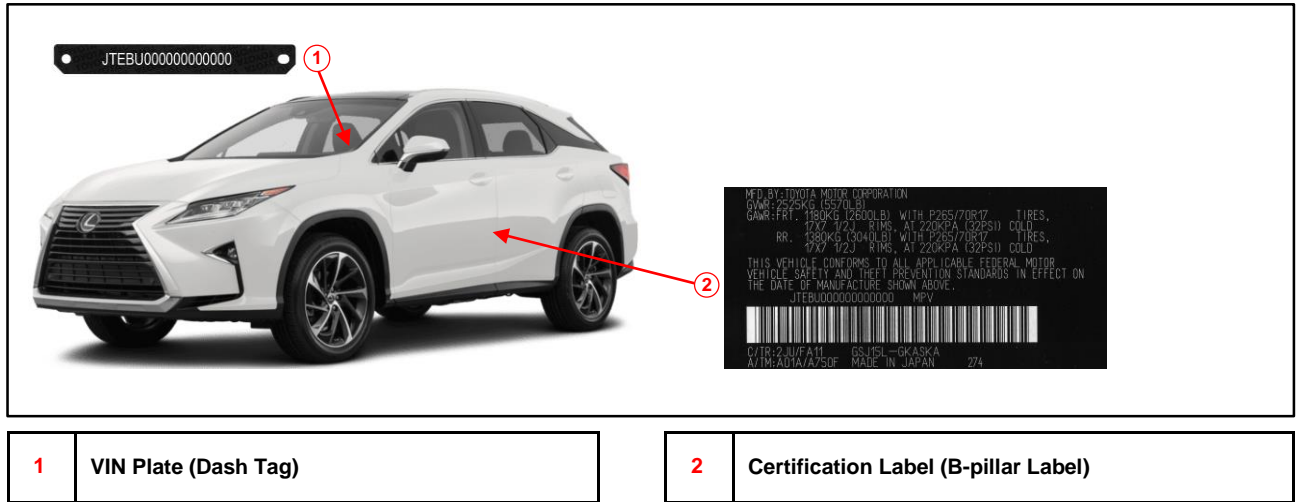 JTEBU000000000000
1
MFD.BY:TOYOTA MOTOR CORPORATION
GVWR:2525KG (5570LB)
GAWR:FRT. 1180KG (2600LB) WITH P265/70R17 TIRES,
17X7 1/2J RIMS, AT 220KPA (32PSI) COLD
RR. 1380KG (3040LB) WITH P265/70R17 TIRES,
17X7 1/2J RIMS, AT 220KPA (32PSI) COLD
THIS VEHICLE CONFORMS TO ALL APPLICABLE FEDERAL MOTOR
VEHICLE SAFETY AND THEFT PREVENTION STANDARDS IN EFFECT ON
THE DATE OF MANUFACTURE SHOWN ABOVE.
2
JTEBU000000000000 MPV
C/TR:2JU/FA11 GSJ15L-GKASKA
A/TM:AD1A/A750F MADE IN JAPAN 274
1 VIN Plate (Dash Tag)
2 Certification Label (B-pillar Label)